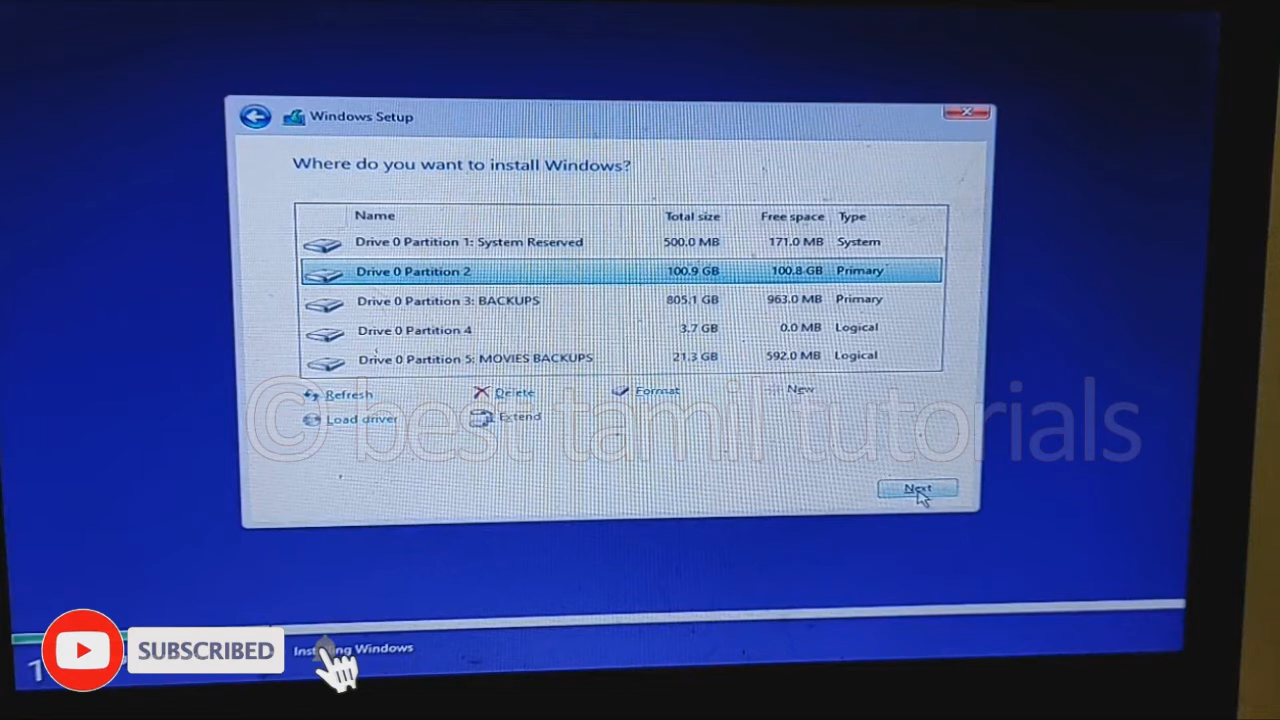 Windows Setup
Where do you want to install Windows?
Name Total size Free space Type
Drive 0 Partition 1: System Reserved 500.0 MB 171.0 MB System
Drive 0 Partition 2 100.9 GB 100.8 GB Primary
Drive 0 Partition 3: BACKUPS 805.1 GB 963.0 MB Primary
Drive 0 Partition 4 3.7 GB 0.0 MB Logical
Drive 0 Partition 5: MOVIES BACKUPS 21.3 GB 592.0 MB Logical
Refresh Delete Format New
Load driver Extend
© best tamil tutorials
Next
SUBSCRIBED
Installing Windows
1